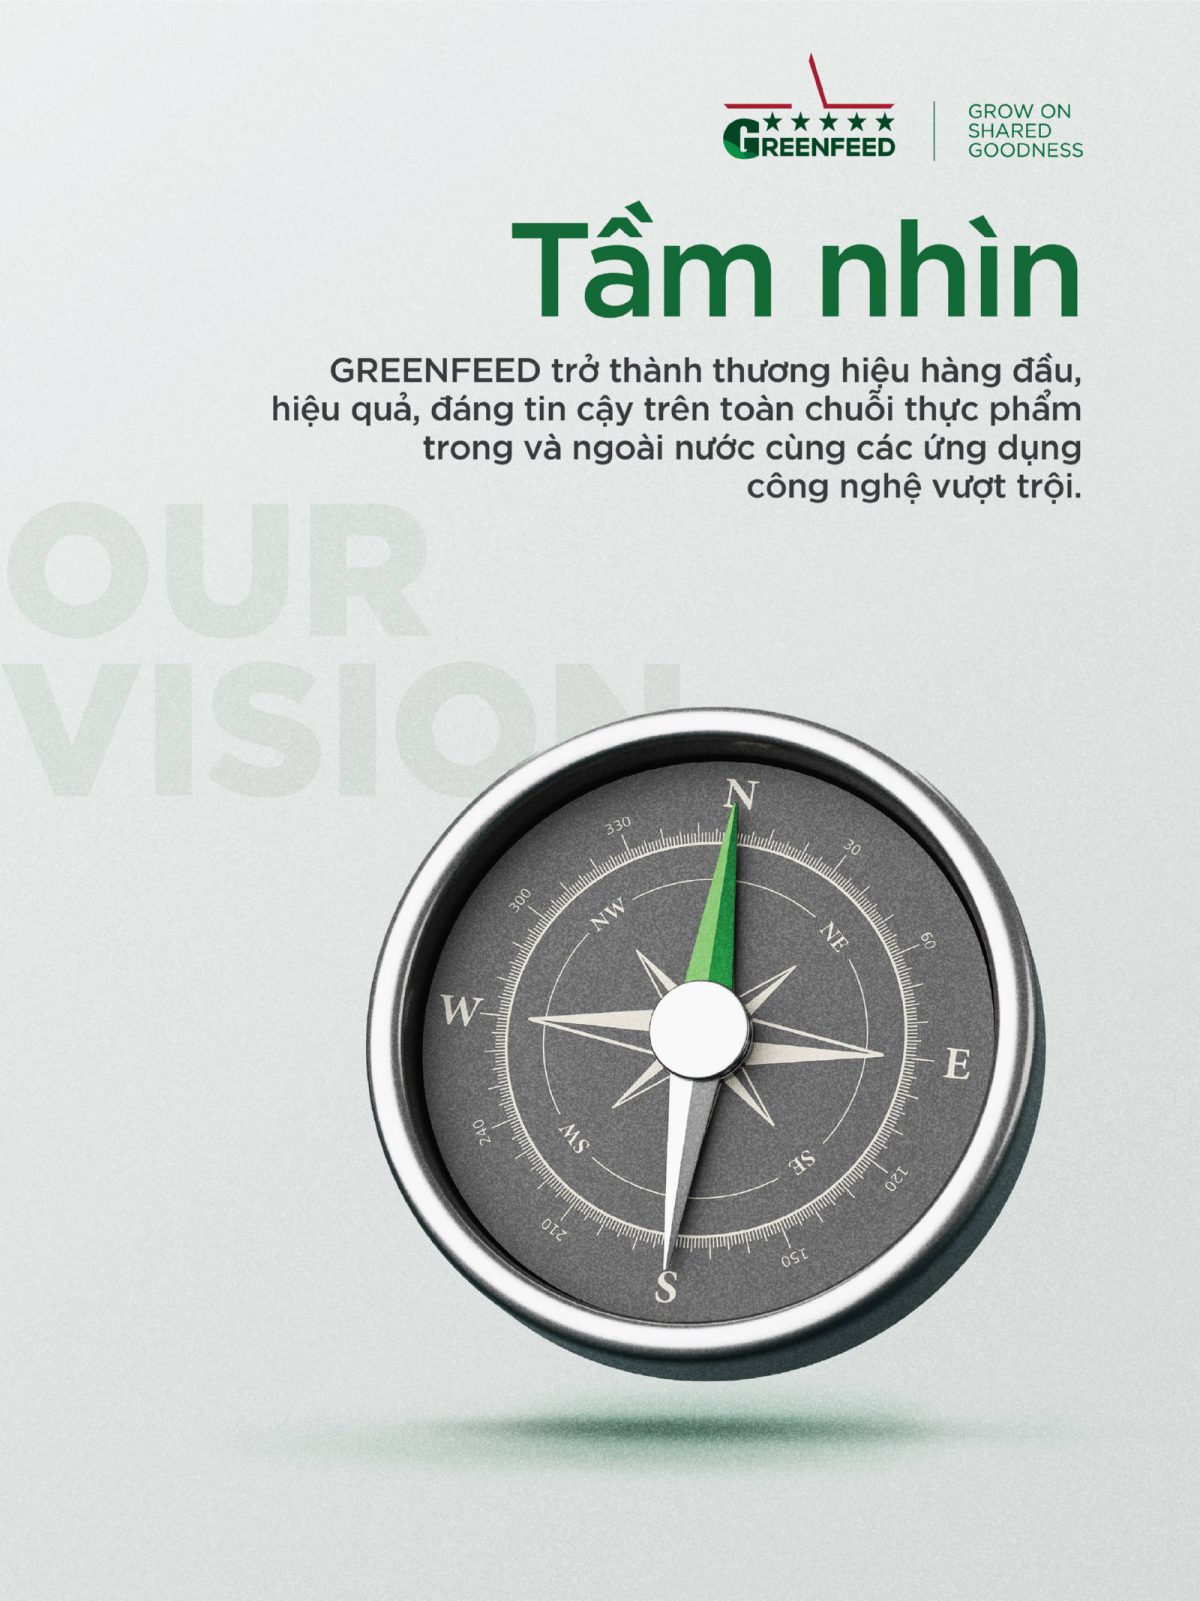 GREENFEED
GROW ON
SHARED
GOODNESS
Tầm nhìn
GREENFEED trở thành thương hiệu hàng đầu,
hiệu quả, đáng tin cậy trên toàn chuỗi thực phẩm
trong và ngoài nước cùng các ứng dụng
công nghệ vượt trội.
OUR
VISION
N
330
30
300
NW
NE
60
W
E
240
SW
SE
120
210
150
S